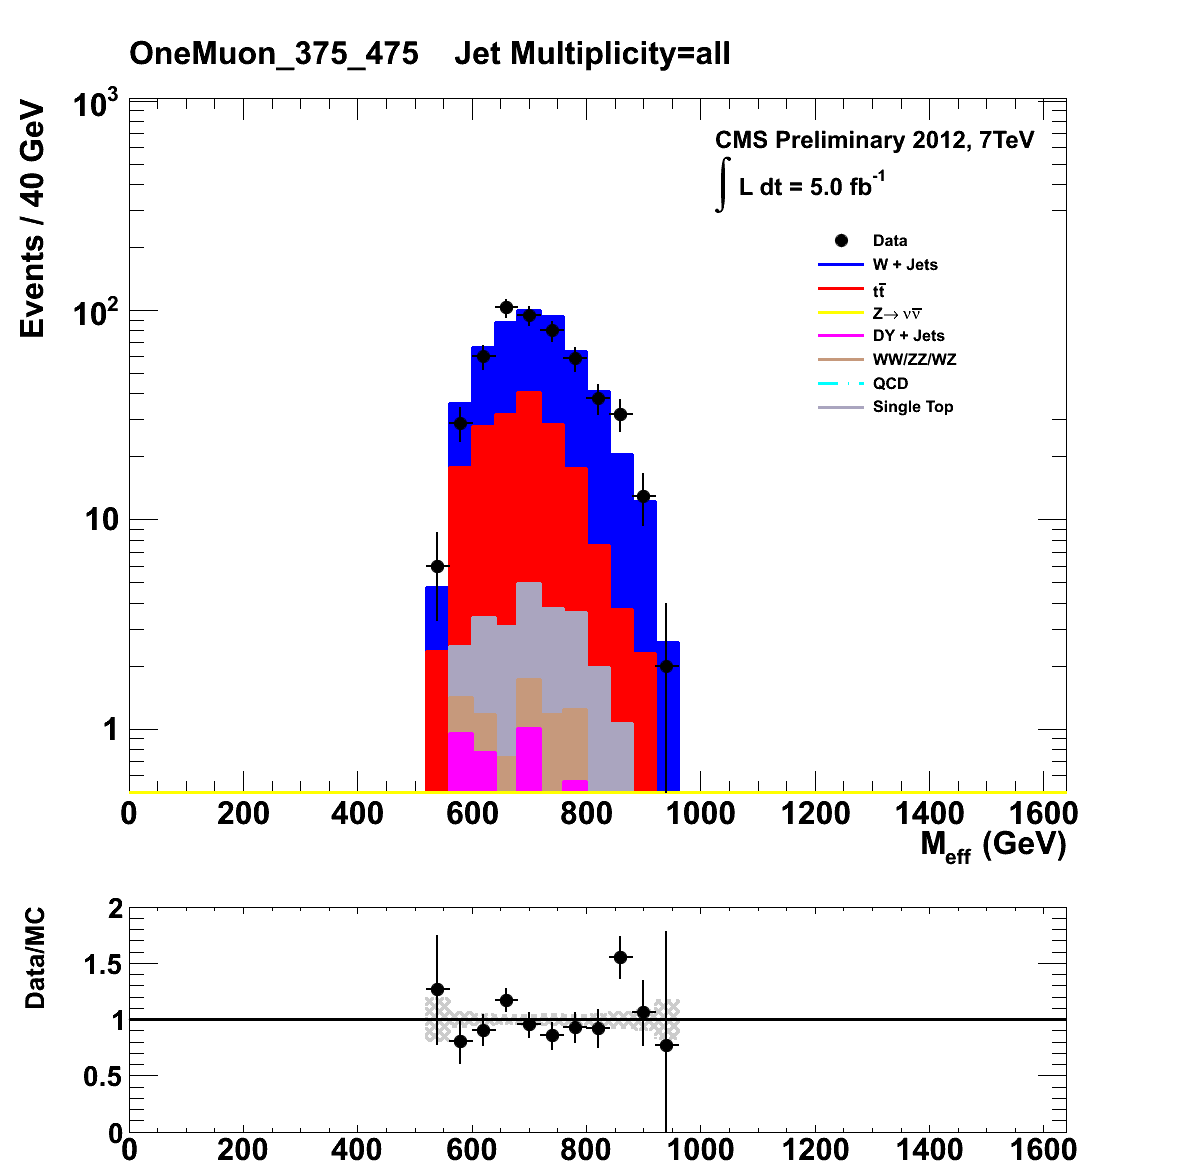 OneMuon_375_475 Jet Multiplicity=all
Events / 40 GeV
10³
10²
10
1
CMS Preliminary 2012, 7TeV
∫ L dt = 5.0 fb⁻¹
Data
W + Jets
tt̅
Z→ νν̅
DY + Jets
WW/ZZ/WZ
QCD
Single Top
0 200 400 600 800 1000 1200 1400 1600
M_eff (GeV)
Data/MC
2
1.5
1
0.5
0
0 200 400 600 800 1000 1200 1400 1600